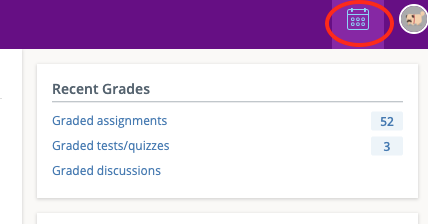 Recent Grades
Graded assignments 52
Graded tests/quizzes 3
Graded discussions